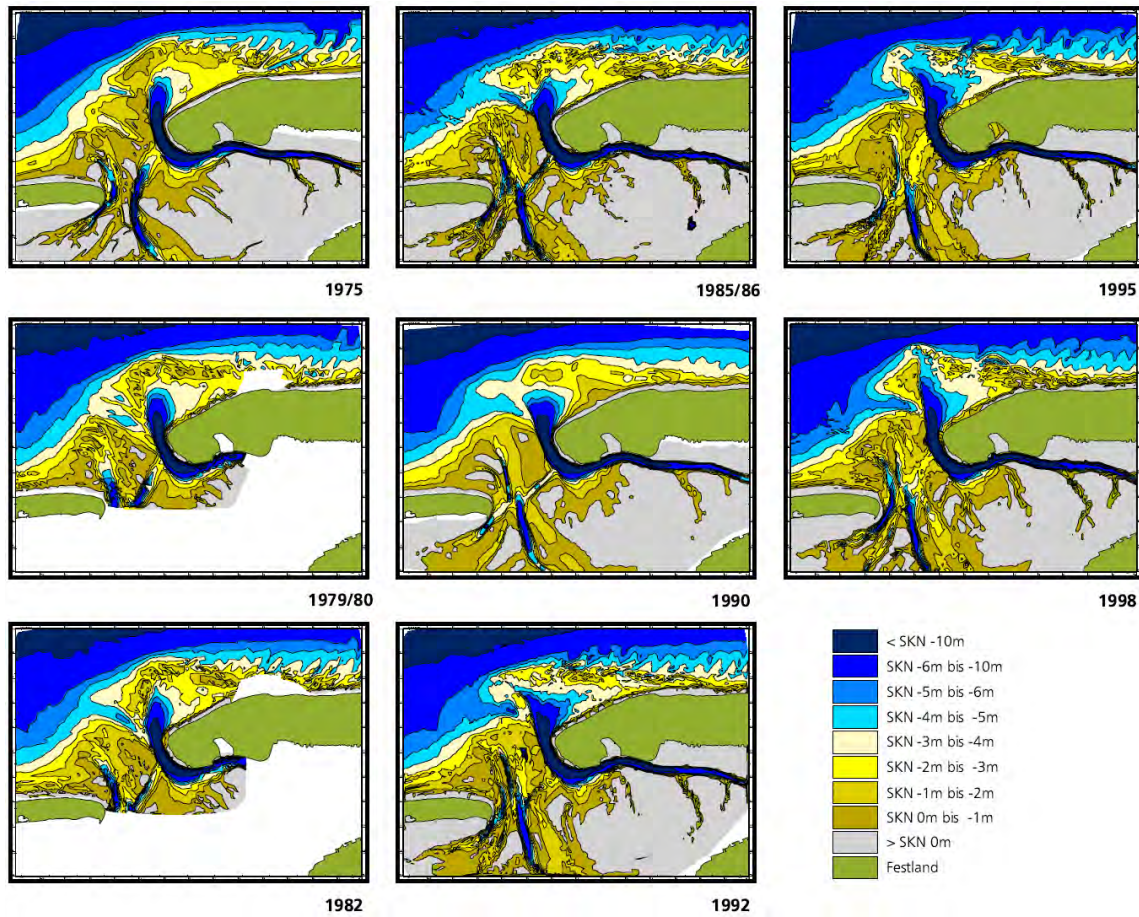 1975
1985/86
1995
1979/80
1990
1998
1982
1992
< SKN -10m
SKN -6m bis -10m
SKN -5m bis -6m
SKN -4m bis -5m
SKN -3m bis -4m
SKN -2m bis -3m
SKN -1m bis -2m
SKN 0m bis -1m
> SKN 0m
Festland